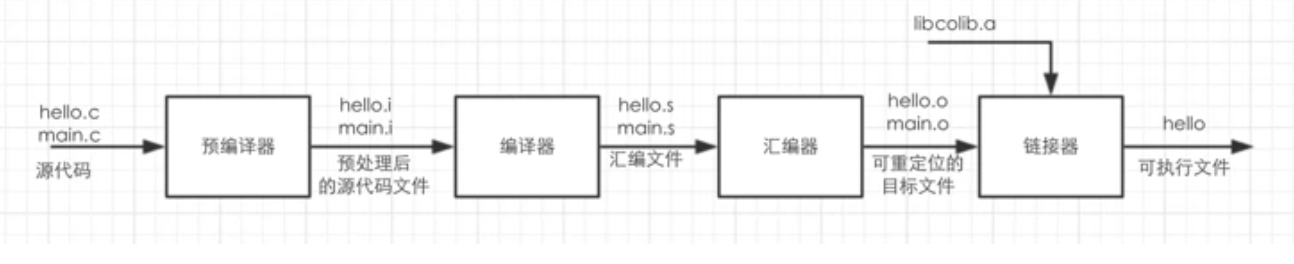 libcolib.a
hello.c
main.c
源代码
预编译器
hello.i
main.i
预处理后
的源代码文件
编译器
hello.s
main.s
汇编文件
汇编器
hello.o
main.o
可重定位的
目标文件
链接器
hello
可执行文件